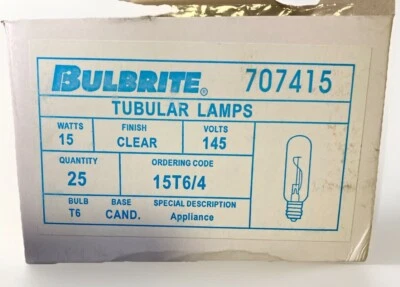 BULBRITE® 707415
TUBULAR LAMPS
WATTS FINISH VOLTS
15 CLEAR 145
QUANTITY ORDERING CODE
25 15T6/4
BULB BASE SPECIAL DESCRIPTION
T6 CAND. Appliance